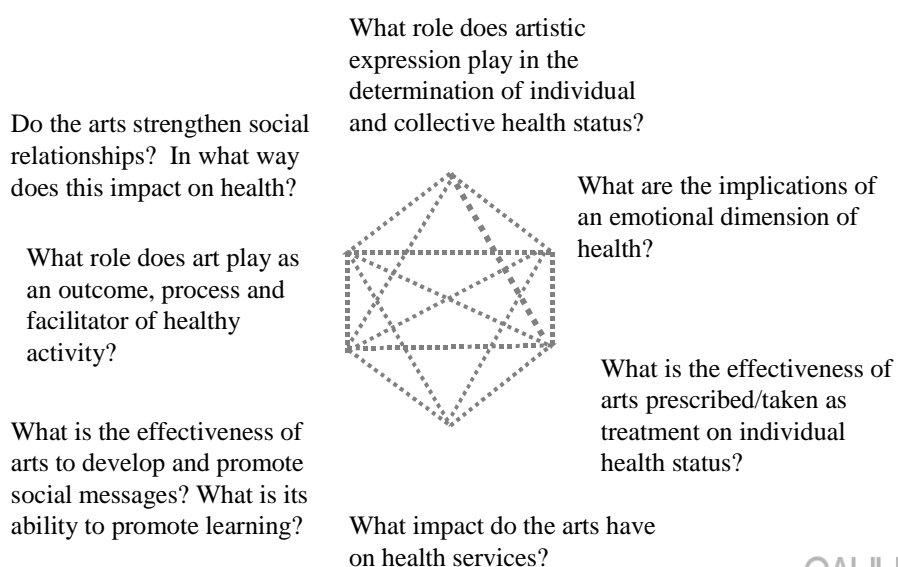 What role does artistic
expression play in the
determination of individual
and collective health status?
Do the arts strengthen social
relationships? In what way
does this impact on health?
What are the implications of
an emotional dimension of
health?
What role does art play as
an outcome, process and
facilitator of healthy
activity?
What is the effectiveness of
arts prescribed/taken as
treatment on individual
health status?
What is the effectiveness of
arts to develop and promote
social messages? What is its
ability to promote learning?
What impact do the arts have
on health services?